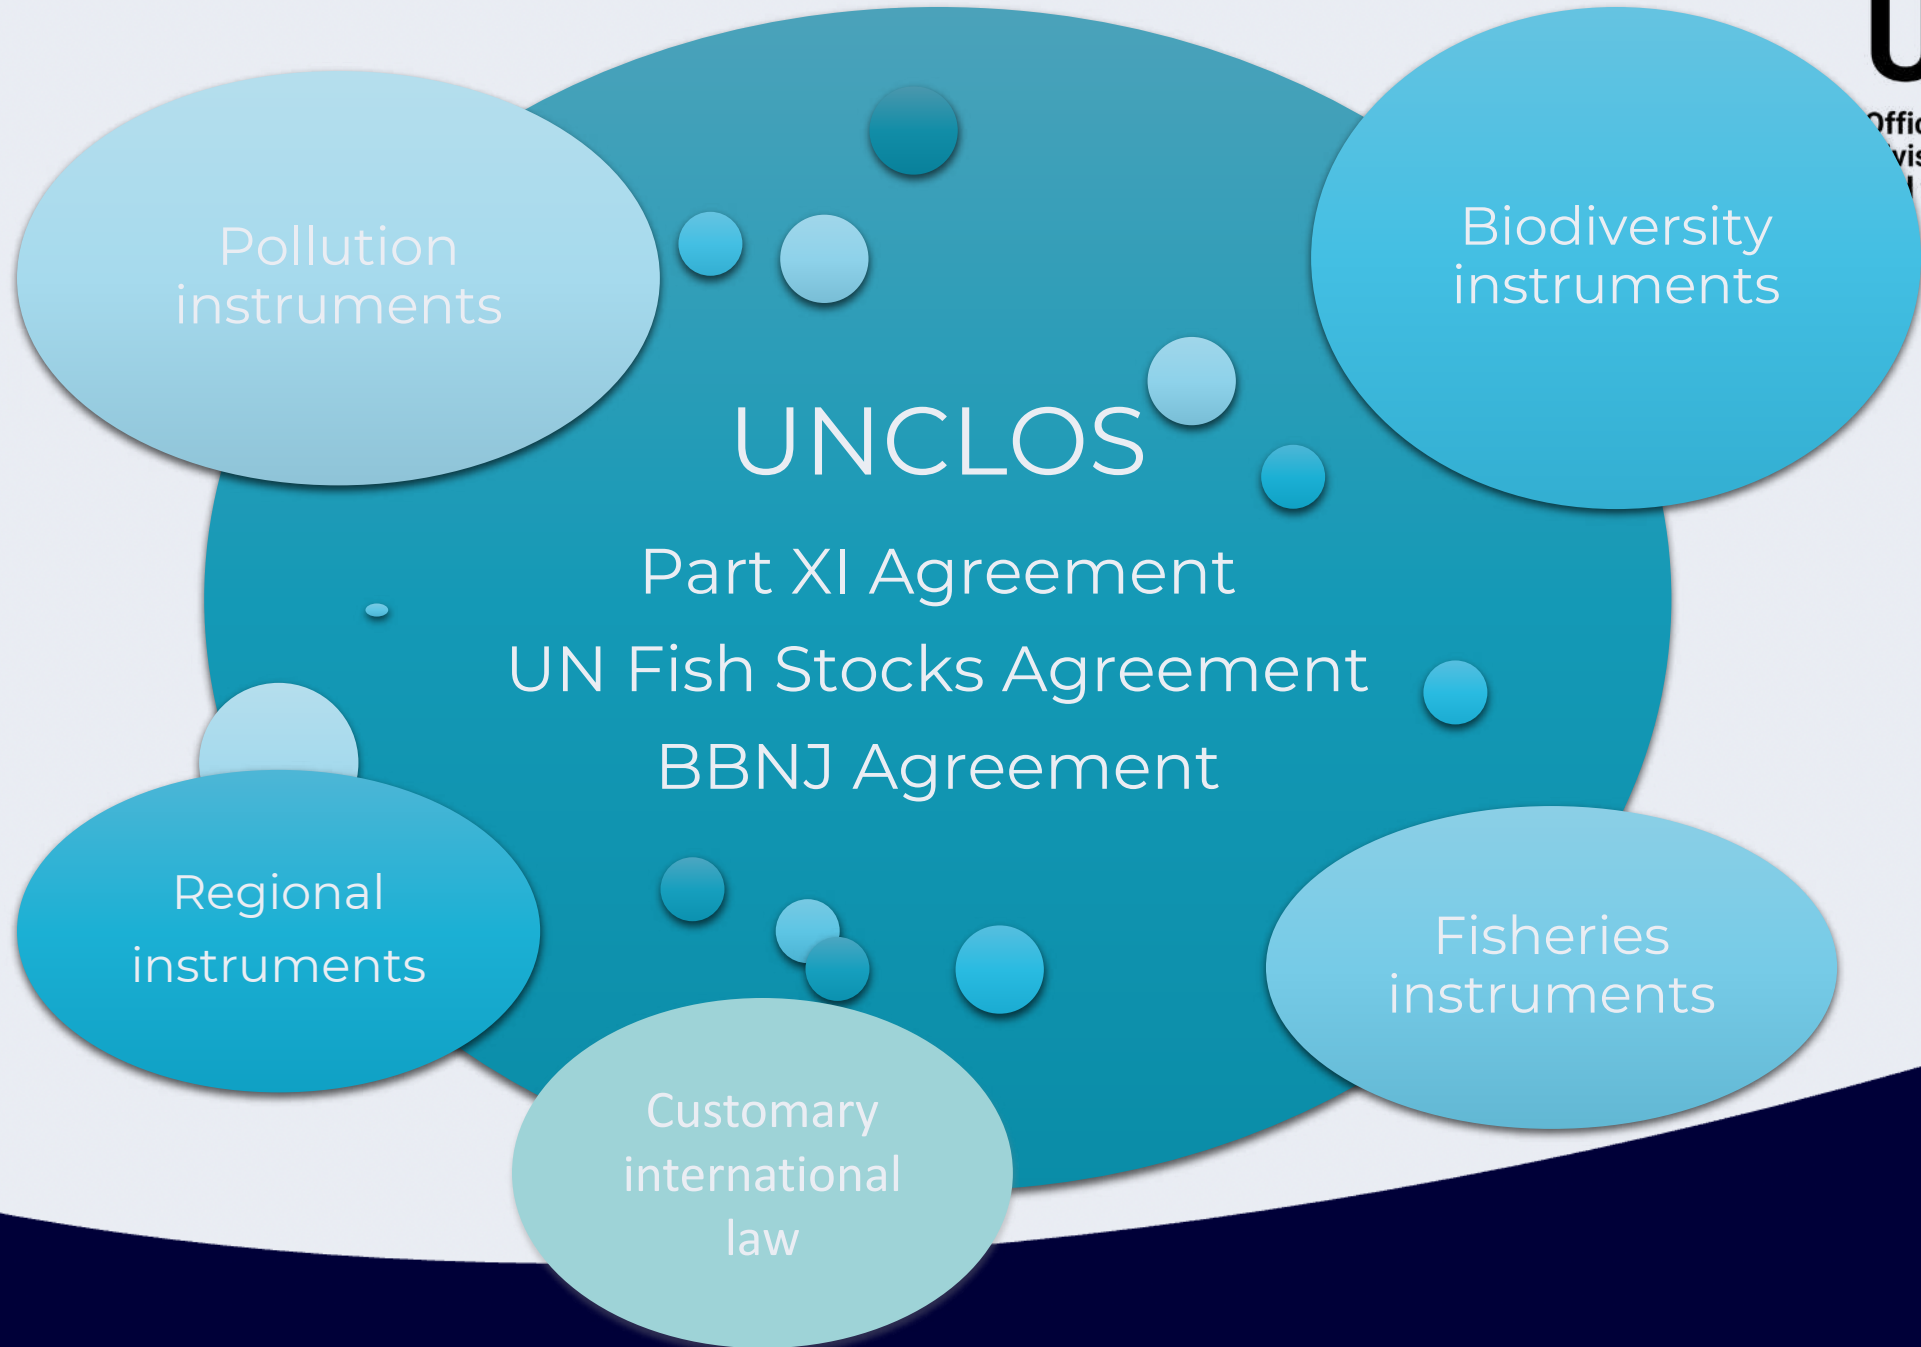 Pollution
instruments
Biodiversity
instruments
UNCLOS
Part XI Agreement
UN Fish Stocks Agreement
BBNJ Agreement
Regional
instruments
Fisheries
instruments
Customary
international
law